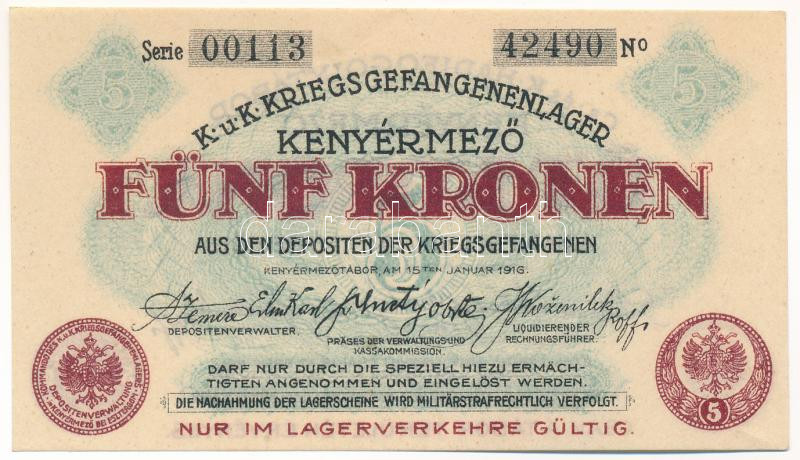 Serie 00113 42490 No
5 5
K.u.K. KRIEGSGEFANGENENLAGER
KENYÉRMEZŐ
FÜNF KRONEN
AUS DEN DEPOSITEN DER KRIEGSGEFANGENEN
KENYÉRMEZŐTÁBOR, AM 15TEN JANUAR 1916.
DEPOSITENVERWALTER.
PRÄSES DER VERWALTUNGS-UND
KASSAKOMMISSION.
LIQUIDIERENDER
RECHNUNGSFÜHRER.
DARF NUR DURCH DIE SPEZIELL HIEZU ERMÄCH-
TIGTEN ANGENOMMEN UND EINGELÖST WERDEN.
DIE NACHAHMUNG DER LAGERSCHEINE WIRD MILITÄRSTRAFRECHTLICH VERFOLGT.
NUR IM LAGERVERKEHRE GÜLTIG.
DEPOSITENVERWALTUNG
5
darabanth